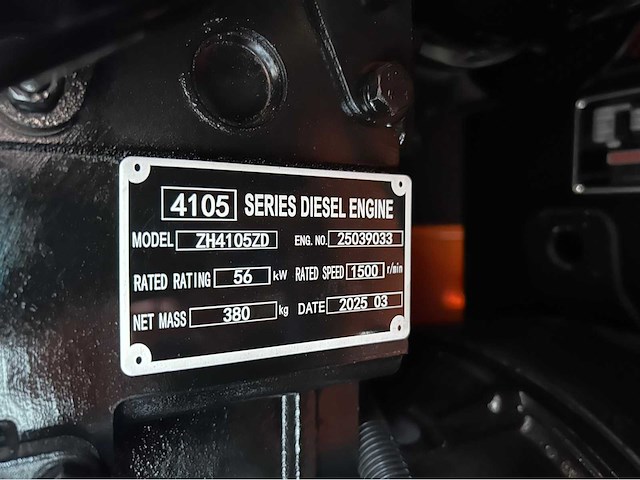 4105 SERIES DIESEL ENGINE
MODEL ZH4105ZD ENG. NO. 25039033
RATED RATING 56 kW RATED SPEED 1500 r/min
NET MASS 380 kg DATE 2025 03